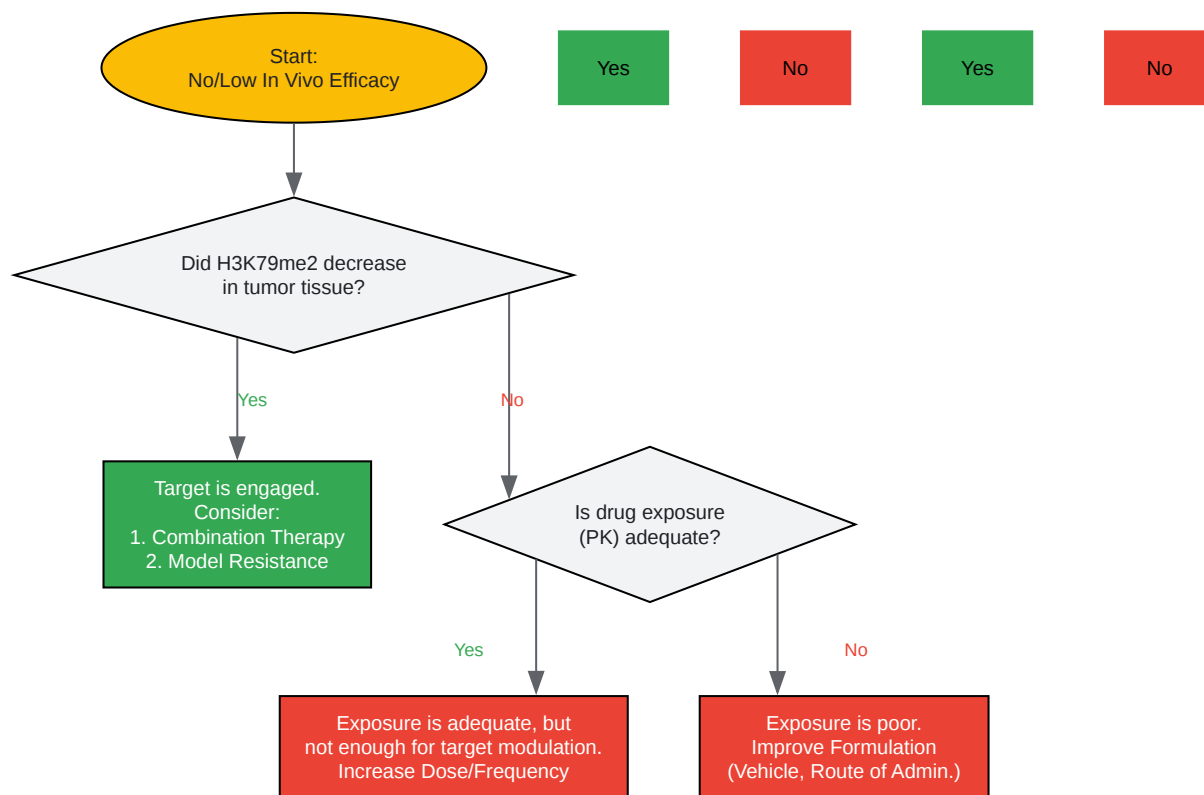 Start:
No/Low In Vivo Efficacy
Yes
No
Yes
No
Did H3K79me2 decrease
in tumor tissue?
Yes
No
Target is engaged.
Consider:
1. Combination Therapy
2. Model Resistance
Is drug exposure
(PK) adequate?
Yes
No
Exposure is adequate, but
not enough for target modulation.
Increase Dose/Frequency
Exposure is poor.
Improve Formulation
(Vehicle, Route of Admin.)